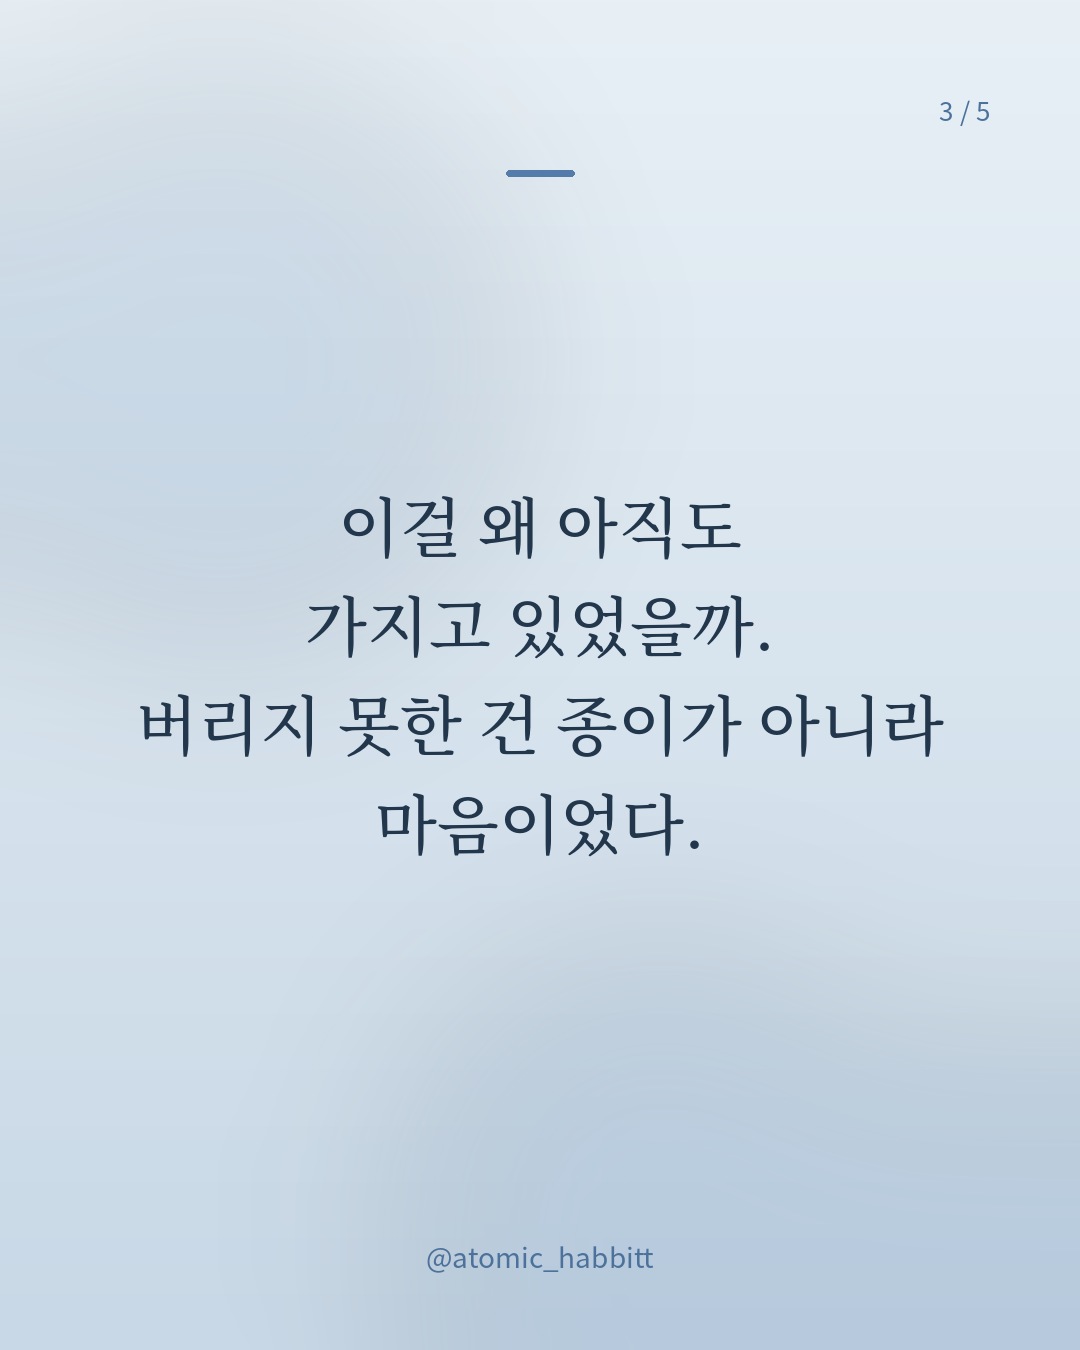 3 / 5
이걸 왜 아직도
가지고 있었을까.
버리지 못한 건 종이가 아니라
마음이었다.
@atomic_habbitt